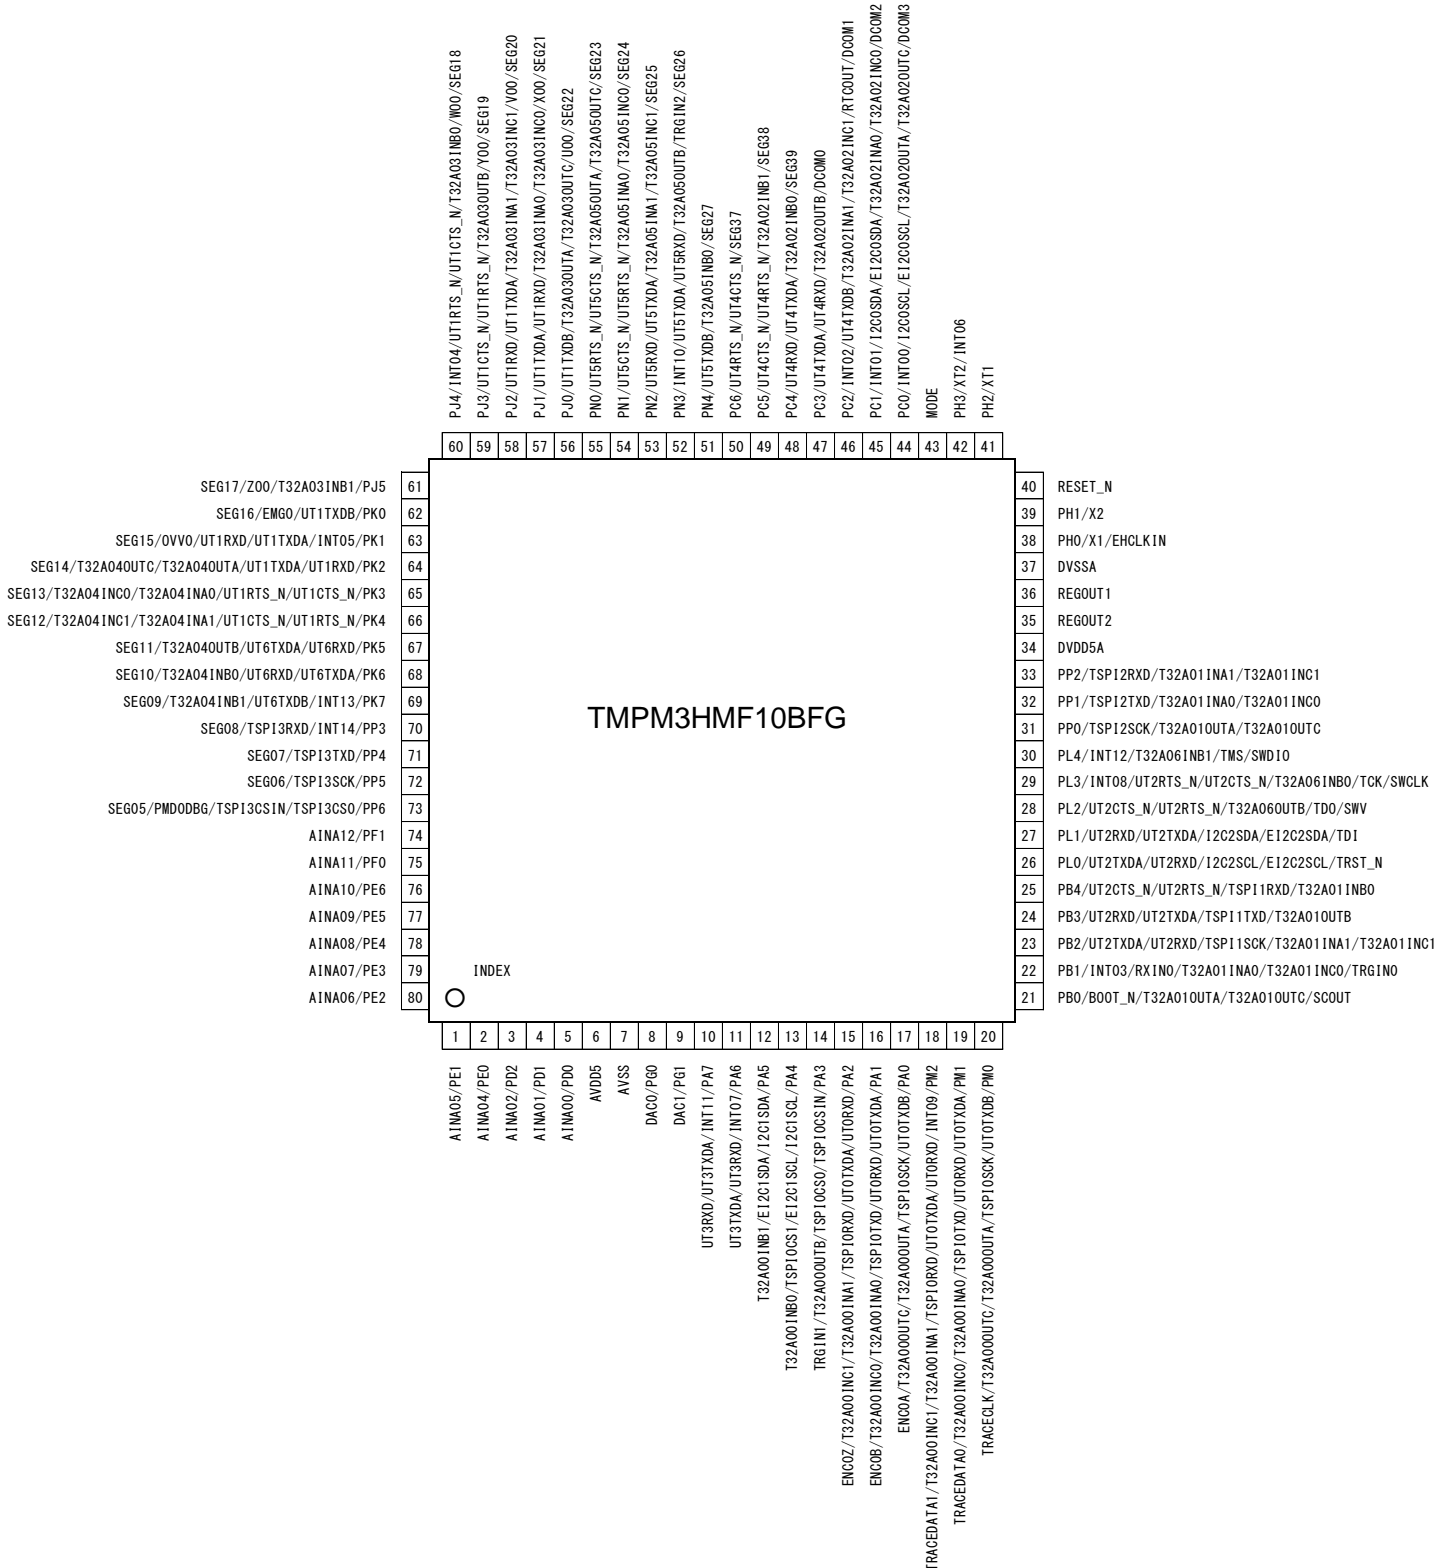 PJ4/INT04/UT1RTS_N/UT1CTS_N/T32A03INB0/WO0/SEG18
PJ3/UT1CTS_N/UT1RTS_N/T32A03OUTB/YO0/SEG19
PJ2/UT1RXD/UT1TXDA/T32A03INA1/T32A03INC1/VO0/SEG20
PJ1/UT1TXDA/UT1RXD/T32A03INA0/T32A03INC0/XO0/SEG21
PJ0/UT1TXDB/T32A03OUTA/T32A03OUTC/UO0/SEG22
PN0/UT5RTS_N/UT5CTS_N/T32A05OUTA/T32A05OUTC/SEG23
PN1/UT5CTS_N/UT5RTS_N/T32A05INA0/T32A05INC0/SEG24
PN2/UT5RXD/UT5TXDA/T32A05INA1/T32A05INC1/SEG25
PN3/INT10/UT5TXDA/UT5RXD/T32A05OUTB/TRGIN2/SEG26
PN4/UT5TXDB/T32A05INB0/SEG27
PC6/UT4RTS_N/UT4CTS_N/SEG37
PC5/UT4CTS_N/UT4RTS_N/T32A02INB1/SEG38
PC4/UT4RXD/UT4TXDA/T32A02INB0/SEG39
PC3/UT4TXDA/UT4RXD/T32A02OUTB/DCOM0
PC2/INT02/UT4TXDB/T32A02INA1/T32A02INC1/RTCOUT/DCOM1
PC1/INT01/I2C0SDA/EI2C0SDA/T32A02INA0/T32A02INC0/DCOM2
PC0/INT00/I2C0SCL/EI2C0SCL/T32A02OUTA/T32A02OUTC/DCOM3
MODE
PH3/XT2/INT06
PH2/XT1
60 59 58 57 56 55 54 53 52 51 50 49 48 47 46 45 44 43 42 41
SEG17/ZO0/T32A03INB1/PJ5 61
SEG16/EMG0/UT1TXDB/PK0 62
SEG15/OVV0/UT1RXD/UT1TXDA/INT05/PK1 63
SEG14/T32A04OUTC/T32A04OUTA/UT1TXDA/UT1RXD/PK2 64
SEG13/T32A04INC0/T32A04INA0/UT1RTS_N/UT1CTS_N/PK3 65
SEG12/T32A04INC1/T32A04INA1/UT1CTS_N/UT1RTS_N/PK4 66
SEG11/T32A04OUTB/UT6TXDA/UT6RXD/PK5 67
SEG10/T32A04INB0/UT6RXD/UT6TXDA/PK6 68
SEG09/T32A04INB1/UT6TXDB/INT13/PK7 69
SEG08/TSPI3RXD/INT14/PP3 70
SEG07/TSPI3TXD/PP4 71
SEG06/TSPI3SCK/PP5 72
SEG05/PMD0DBG/TSPI3CSIN/TSPI3CS0/PP6 73
AINA12/PF1 74
AINA11/PF0 75
AINA10/PE6 76
AINA09/PE5 77
AINA08/PE4 78
AINA07/PE3 79
AINA06/PE2 80
TMPM3HMF10BFG
INDEX
40 RESET_N
39 PH1/X2
38 PH0/X1/EHCLKIN
37 DVSSA
36 REGOUT1
35 REGOUT2
34 DVDD5A
33 PP2/TSPI2RXD/T32A01INA1/T32A01INC1
32 PP1/TSPI2TXD/T32A01INA0/T32A01INC0
31 PP0/TSPI2SCK/T32A01OUTA/T32A01OUTC
30 PL4/INT12/T32A06INB1/TMS/SWDIO
29 PL3/INT08/UT2RTS_N/UT2CTS_N/T32A06INB0/TCK/SWCLK
28 PL2/UT2CTS_N/UT2RTS_N/T32A06OUTB/TDO/SWV
27 PL1/UT2RXD/UT2TXDA/I2C2SDA/EI2C2SDA/TDI
26 PL0/UT2TXDA/UT2RXD/I2C2SCL/EI2C2SCL/TRST_N
25 PB4/UT2CTS_N/UT2RTS_N/TSPI1RXD/T32A01INB0
24 PB3/UT2RXD/UT2TXDA/TSPI1TXD/T32A01OUTB
23 PB2/UT2TXDA/UT2RXD/TSPI1SCK/T32A01INA1/T32A01INC1
22 PB1/INT03/RXIN0/T32A01INA0/T32A01INC0/TRGIN0
21 PB0/BOOT_N/T32A01OUTA/T32A01OUTC/SCOUT
1 2 3 4 5 6 7 8 9 10 11 12 13 14 15 16 17 18 19 20
AINA05/PE1
AINA04/PE0
AINA02/PD2
AINA01/PD1
AINA00/PD0
AVDD5
AVSS
DAC0/PG0
DAC1/PG1
UT3RXD/UT3TXDA/INT11/PA7
UT3TXDA/UT3RXD/INT07/PA6
T32A00INB1/EI2C1SDA/I2C1SDA/PA5
T32A00INB0/TSPI0CS1/EI2C1SCL/I2C1SCL/PA4
TRGIN1/T32A00OUTB/TSPI0CS0/TSPI0CSIN/PA3
ENC0Z/T32A00INC1/T32A00INA1/TSPI0RXD/UT0TXDA/UT0RXD/PA2
ENC0B/T32A00INC0/T32A00INA0/TSPI0TXD/UT0RXD/UT0TXDA/PA1
ENC0A/T32A00OUTC/T32A00OUTA/TSPI0SCK/UT0TXDB/PA0
TRACEDATA1/T32A00INC1/T32A00INA1/TSPI0RXD/UT0TXDA/UT0RXD/INT09/PM2
TRACEDATA0/T32A00INC0/T32A00INA0/TSPI0TXD/UT0RXD/UT0TXDA/PM1
TRACECLK/T32A00OUTC/T32A00OUTA/TSPI0SCK/UT0TXDB/PM0